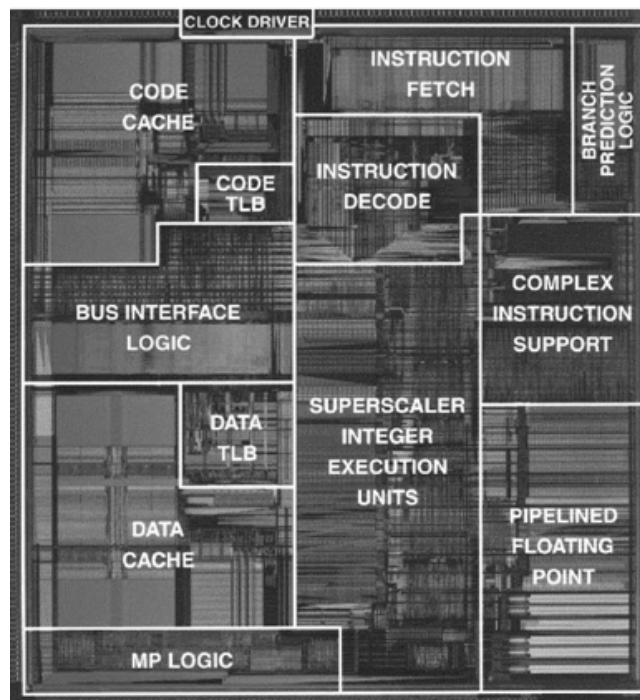 CLOCK DRIVER
CODE
CACHE
INSTRUCTION
FETCH
BRANCH
PREDICTION
LOGIC
CODE
TLB
INSTRUCTION
DECODE
BUS INTERFACE
LOGIC
COMPLEX
INSTRUCTION
SUPPORT
DATA
TLB
SUPERSCALER
INTEGER
EXECUTION
UNITS
DATA
CACHE
PIPELINED
FLOATING
POINT
MP LOGIC